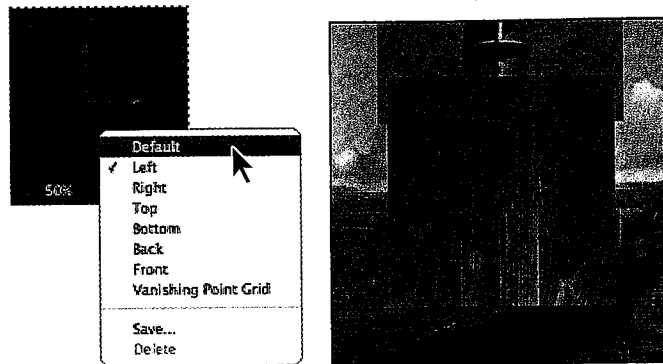 50%
Default
✓ Left
Right
Top
Bottom
Back
Front
Vanishing Point Grid
Save...
Delete